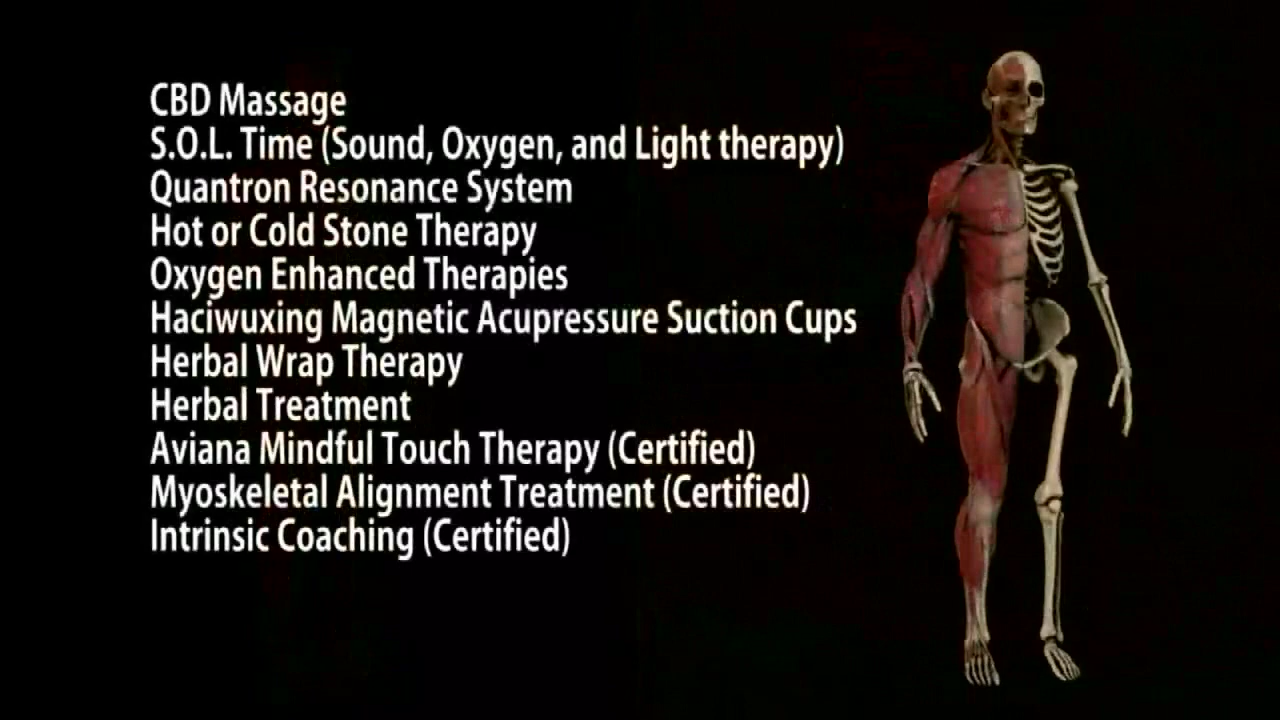 CBD Massage
S.O.L. Time (Sound, Oxygen, and Light therapy)
Quantron Resonance System
Hot or Cold Stone Therapy
Oxygen Enhanced Therapies
Haciwuxing Magnetic Acupressure Suction Cups
Herbal Wrap Therapy
Herbal Treatment
Aviana Mindful Touch Therapy (Certified)
Myoskeletal Alignment Treatment (Certified)
Intrinsic Coaching (Certified)